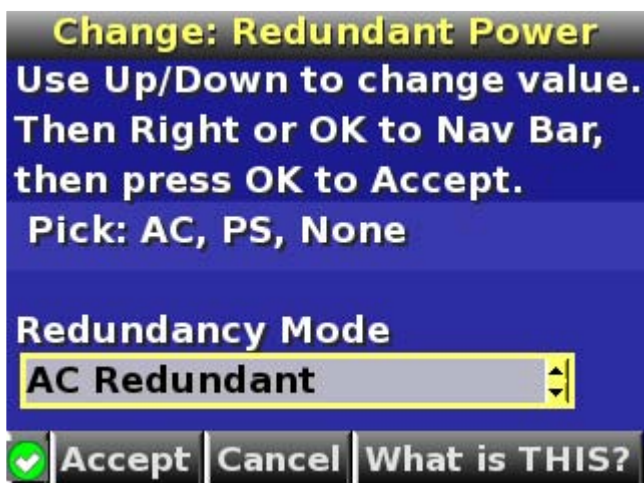 Change: Redundant Power
Use Up/Down to change value.
Then Right or OK to Nav Bar,
then press OK to Accept.
Pick: AC, PS, None
Redundancy Mode
AC Redundant
Accept Cancel What is THIS?